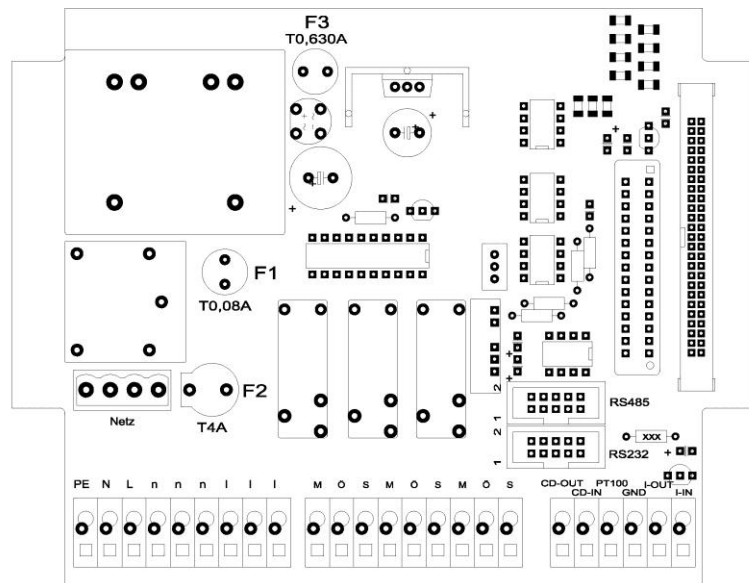 F3
T0,630A
F1
T0,08A
F2
T4A
Netz
2
1
RS485
2
1
RS232
xxx
PE N L n n n I I I
M Ö S M Ö S M Ö S
CD-OUT PT100 I-OUT
CD-IN GND I-IN